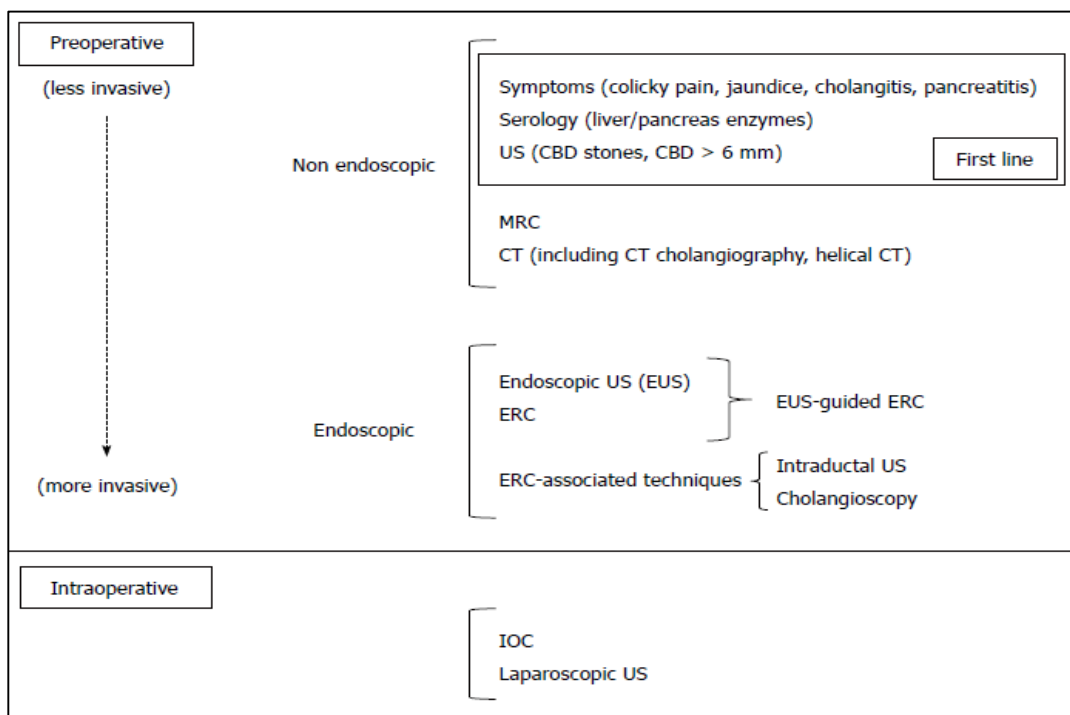 Preoperative
(less invasive)
Non endoscopic
Symptoms (colicky pain, jaundice, cholangitis, pancreatitis)
Serology (liver/pancreas enzymes)
US (CBD stones, CBD > 6 mm)
First line
MRC
CT (including CT cholangiography, helical CT)
Endoscopic
Endoscopic US (EUS)
ERC
EUS-guided ERC
(more invasive)
ERC-associated techniques
Intraductal US
Cholangioscopy
Intraoperative
IOC
Laparoscopic US